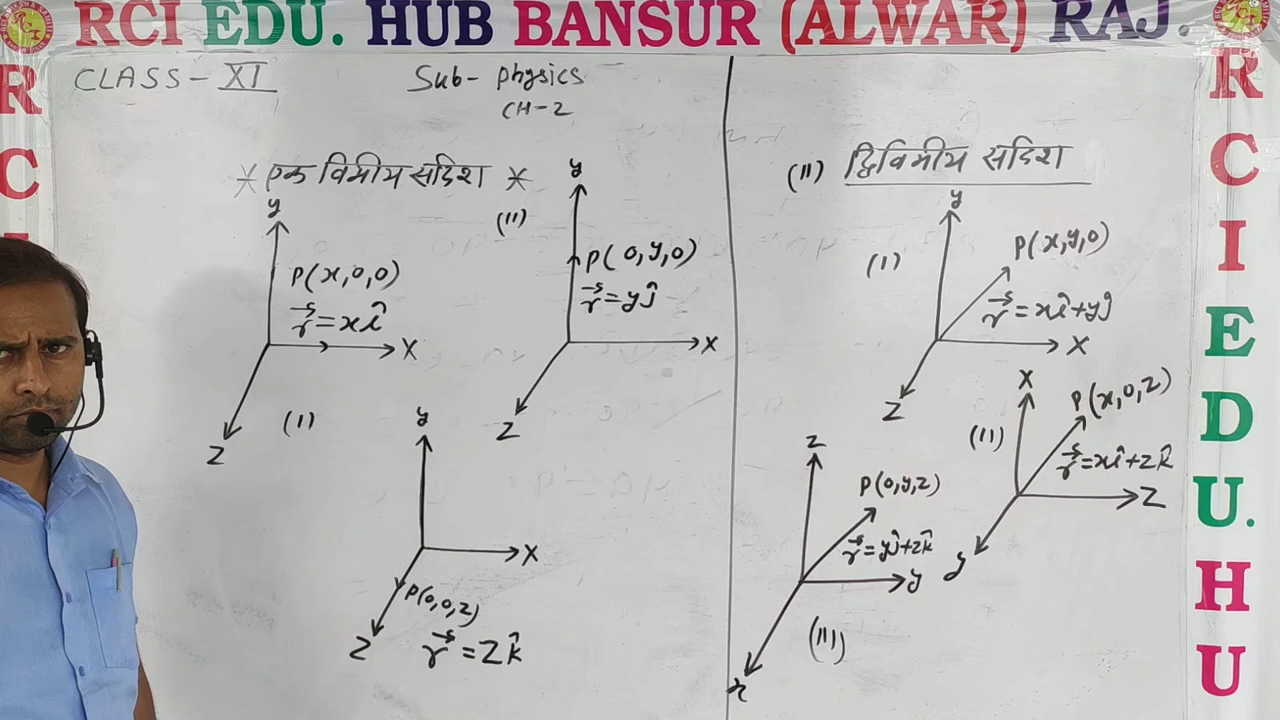 RCI EDU. HUB BANSUR (ALWAR) RAJ.
R
C
R
C
I
E
D
U.
H
U
CLASS - XI
Sub - Physics
CH-2
* एक विमीय सदिश *
y
P(x,0,0)
r⃗ = xî
X
Z
(I)
(II)
y
P(0,y,0)
r⃗ = yĵ
X
Z
y
X
P(0,0,z)
Z
r⃗ = Zk̂
(II) द्विविमीय सदिश
(I)
y
P(x,y,0)
r⃗ = xî+yĵ
X
Z
(II)
X
P(x,0,z)
r⃗ = xî+zk̂
Z
y
z
P(0,y,z)
r⃗ = yĵ+zk̂
y
x
(III)